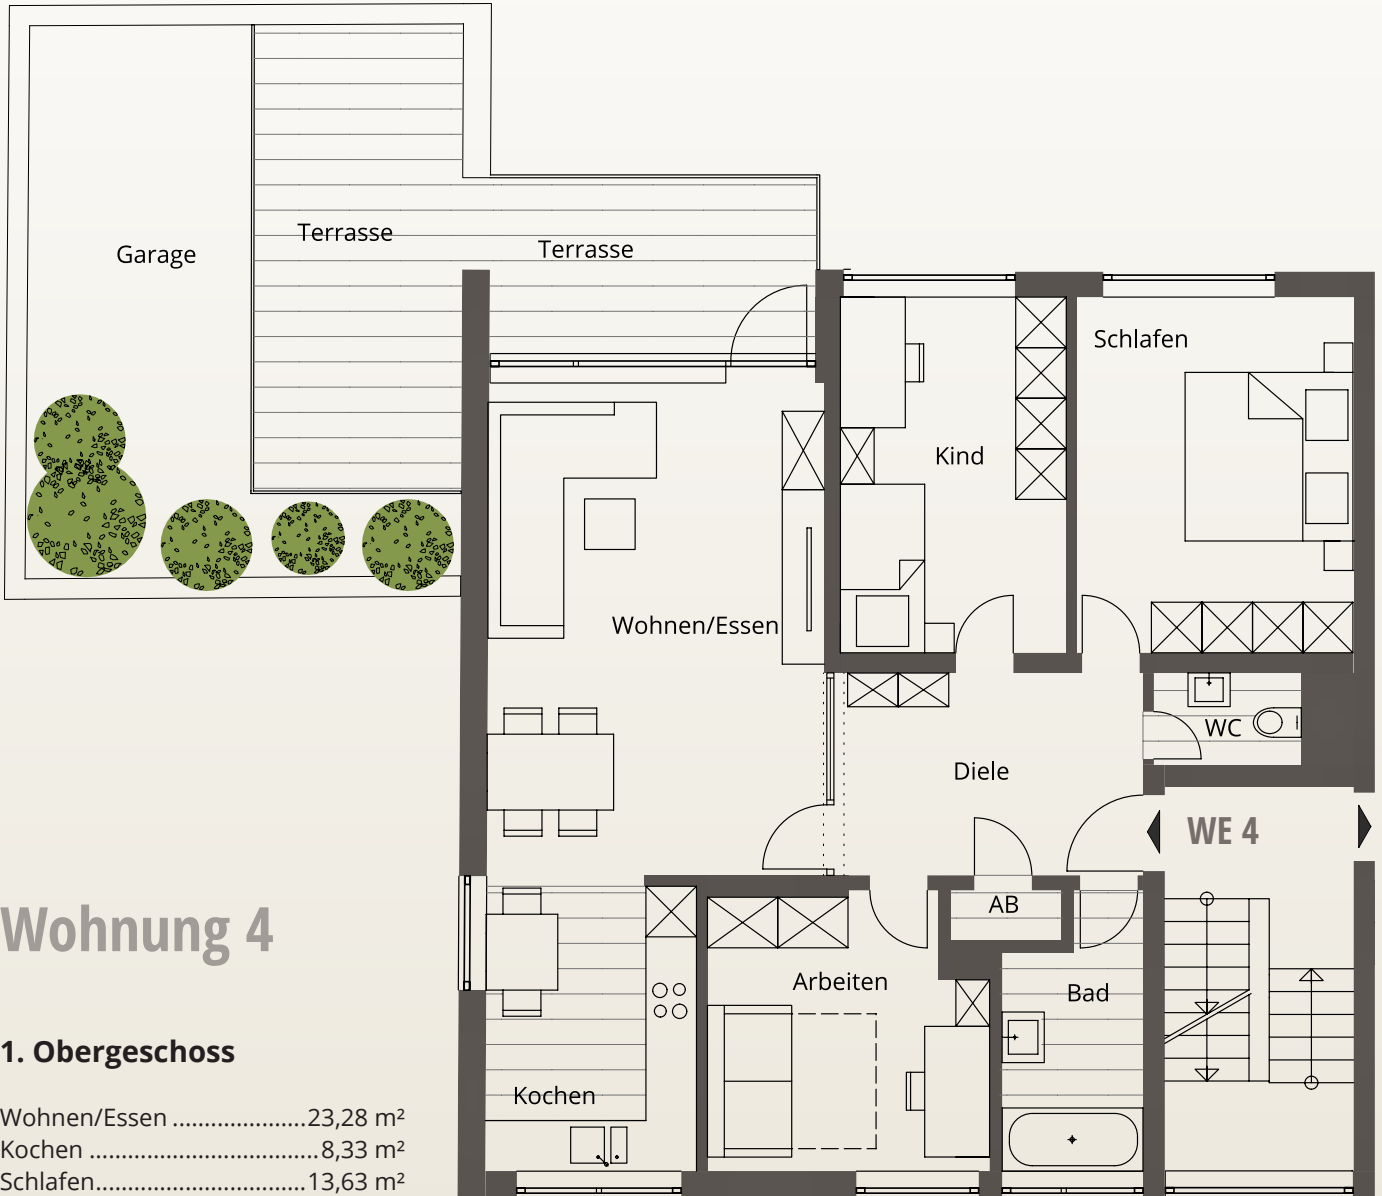 Terrasse
Terrasse
Garage
Schlafen
Kind
Wohnen/Essen
WC
Diele
WE 4
AB
Wohnung 4
Arbeiten
Bad
1. Obergeschoss
Kochen
Wohnen/Essen .....................23,28 m²
Kochen ....................................8,33 m²
Schlafen.................................13,63 m²